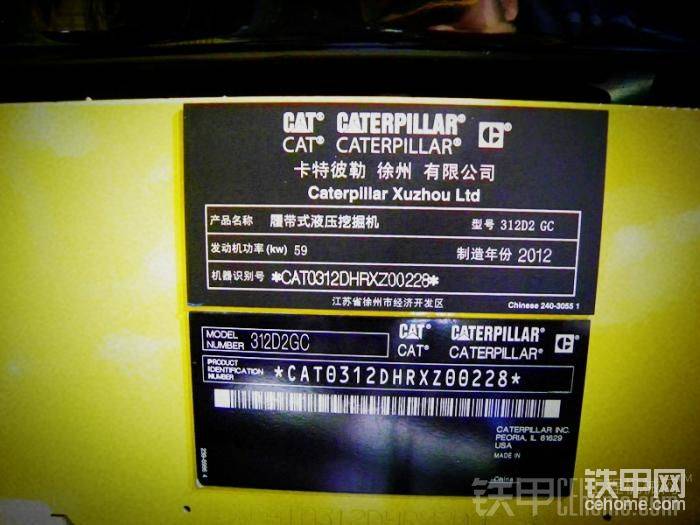 CAT® CATERPILLAR® C®
CAT® CATERPILLAR®
卡特彼勒 徐州 有限公司
Caterpillar Xuzhou Ltd
产品名称 履带式液压挖掘机 型号 312D2 GC
发动机功率(kw) 59 制造年份 2012
机器识别号 *CAT0312DHRXZ00228*
江苏省徐州市经济开发区 Chinese 240-3055 1
MODEL NUMBER 312D2GC
CAT® CATERPILLAR® C®
CAT® CATERPILLAR®
PRODUCT
IDENTIFICATION
NUMBER
*CAT0312DHRXZ00228*
CATERPILLAR INC.
PEORIA, IL 61629
USA
MADE IN
China
铁甲网
cehome.com
铁甲